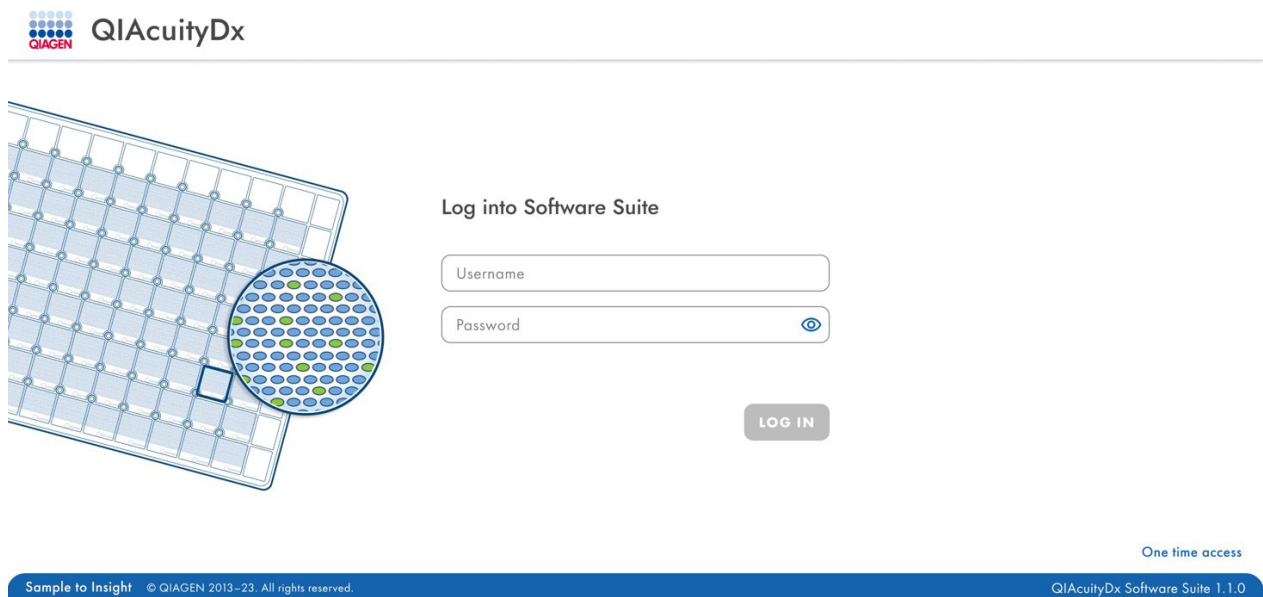 QIAGEN
QIAcuityDx
Log into Software Suite
Username
Password
LOG IN
One time access
Sample to Insight © QIAGEN 2013–23. All rights reserved.
QIAcuityDx Software Suite 1.1.0